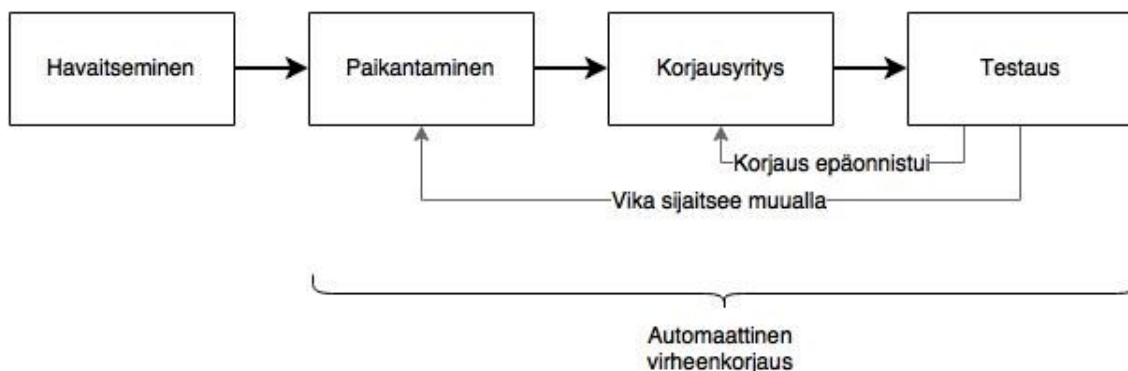 Havaitseminen
Paikantaminen
Korjausyritys
Testaus
Korjaus epäonnistui
Vika sijaitsee muualla
Automaattinen
virheenkorjaus